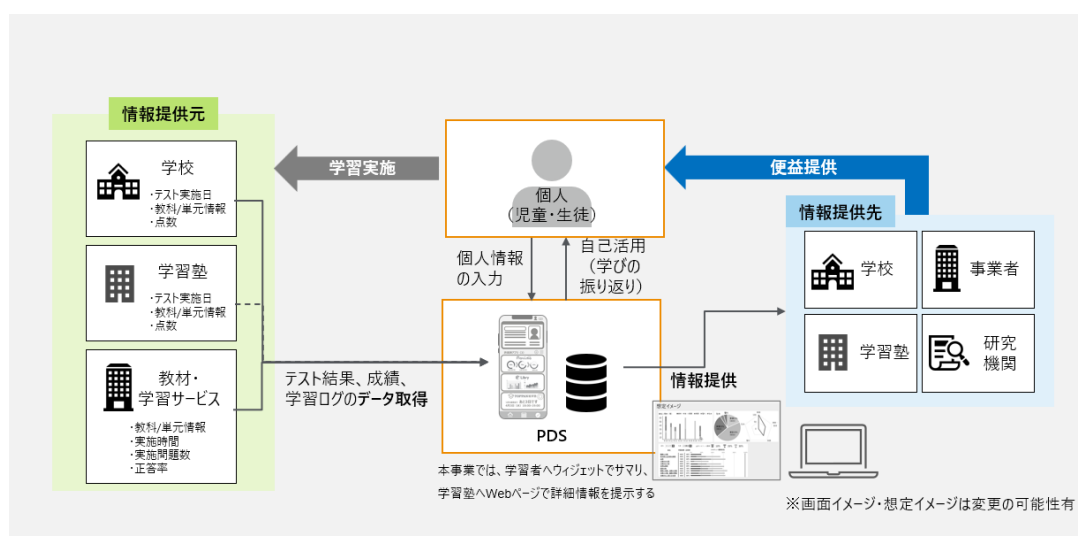 情報提供元
学校
・テスト実施日
・教科/単元情報
・点数
学習塾
・テスト実施日
・教科/単元情報
・点数
教材・
学習サービス
・教科/単元情報
・実施時間
・実施問題数
・正答率
学習実施
個人
（児童・生徒）
便益提供
個人情報
の入力
自己活用
（学びの
振り返り）
テスト結果、成績、
学習ログのデータ取得
PDS
本事業では、学習者へウィジェットでサマリ、
学習塾へWebページで詳細情報を提示する
情報提供
想定イメージ
情報提供先
学校
事業者
学習塾
研究
機関
※画面イメージ・想定イメージは変更の可能性有